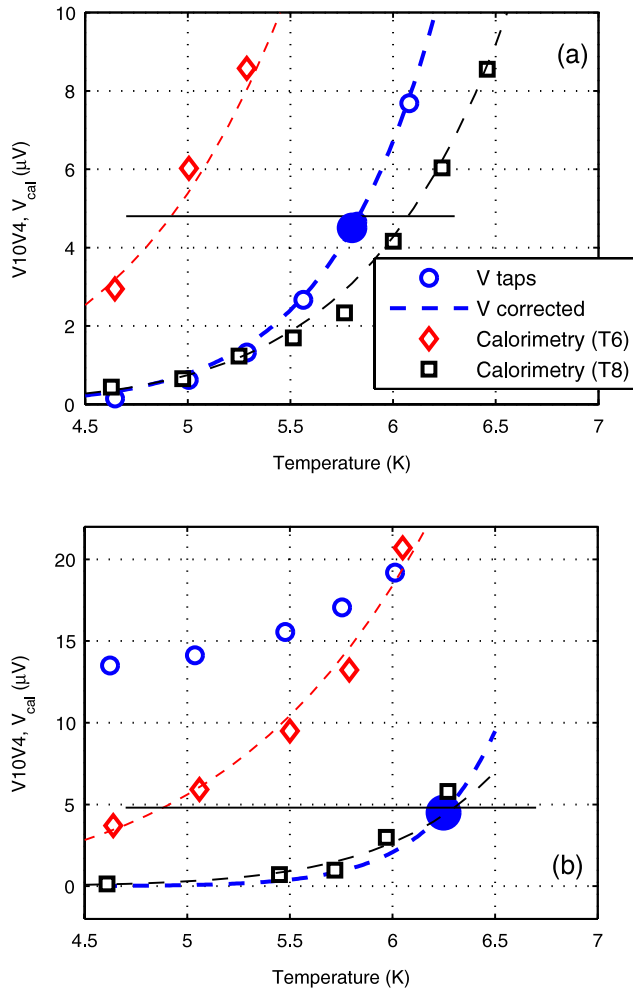 10
(a)
8
6
4
2
0
V10V4, V_cal (μV)
V taps
V corrected
Calorimetry (T6)
Calorimetry (T8)
4.5 5 5.5 6 6.5 7
Temperature (K)
20
15
10
5
0
V10V4, V_cal (μV)
(b)
4.5 5 5.5 6 6.5 7
Temperature (K)